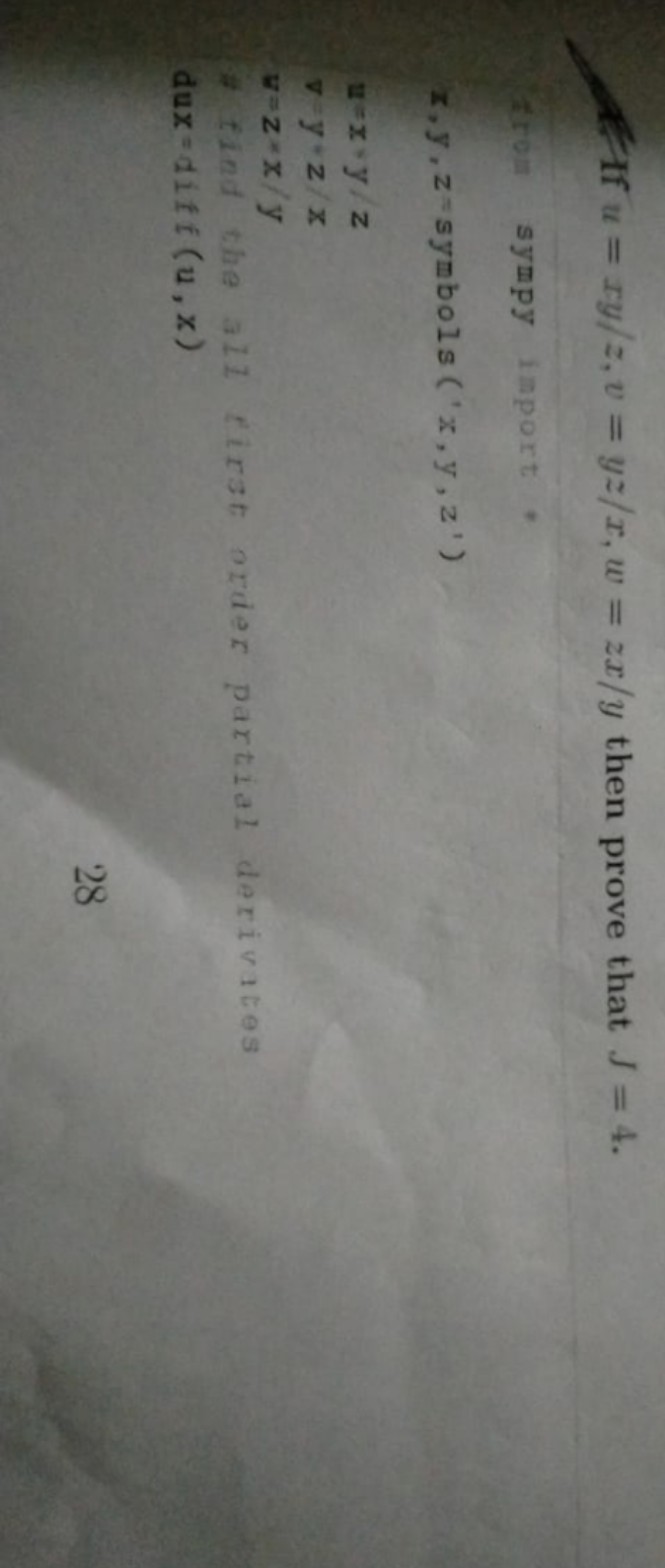 If u = xy/z, v = yz/x, w = zx/y then prove that J = 4.
from sympy import *
x,y,z=symbols('x,y,z')
u=x*y/z
v=y*z/x
w=z*x/y
# find the all first order partial derivates
dux=diff(u,x)
28